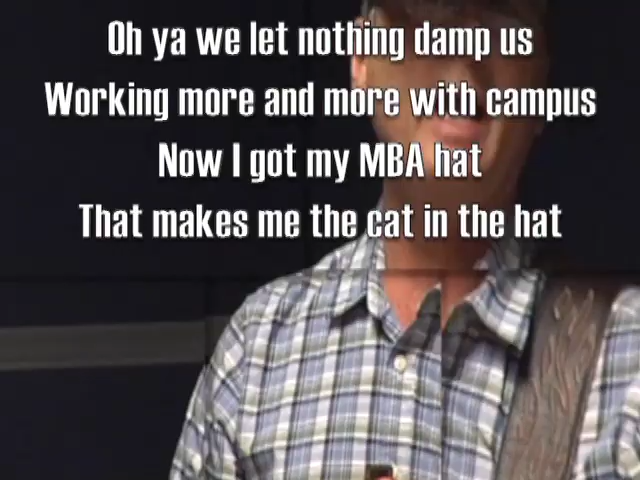 Oh ya we let nothing damp us
Working more and more with campus
Now I got my MBA hat
That makes me the cat in the hat